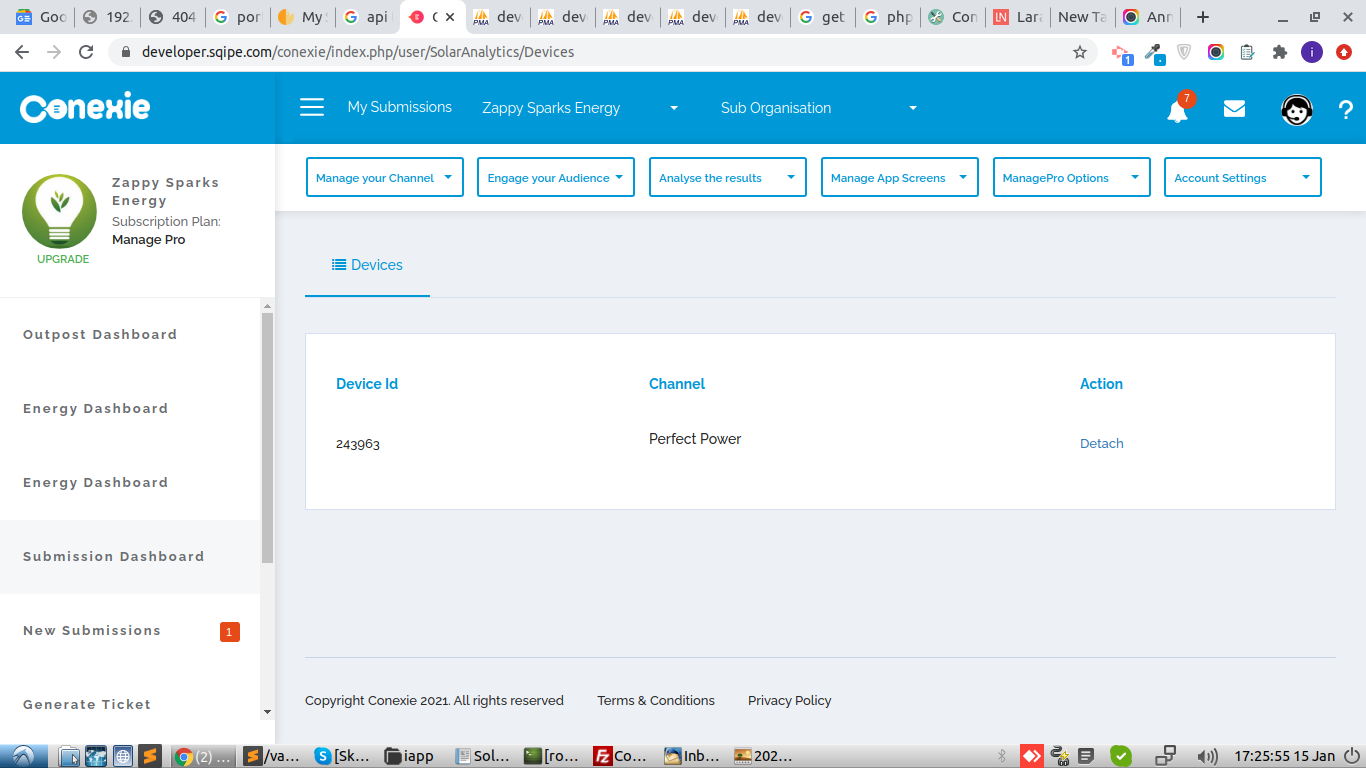 Goo
192.
404
por
My S
api
C
dev
dev
dev
dev
dev
get
php
Con
LN Lara
New Ta
Ann
developer.sqipe.com/conexie/index.php/user/SolarAnalytics/Devices
1
i
Conexie
My Submissions
Zappy Sparks Energy
Sub Organisation
7
?
Zappy Sparks
Energy
Subscription Plan:
Manage Pro
UPGRADE
Manage your Channel
Engage your Audience
Analyse the results
Manage App Screens
ManagePro Options
Account Settings
Devices
Outpost Dashboard
Energy Dashboard
Energy Dashboard
Submission Dashboard
New Submissions
1
Generate Ticket
Device Id
Channel
Action
243963
Perfect Power
Detach
Copyright Conexie 2021. All rights reserved
Terms & Conditions
Privacy Policy
(2) ...
/va...
[Sk...
iapp
Sol...
[ro...
Co...
Inb...
202...
17:25:55 15 Jan